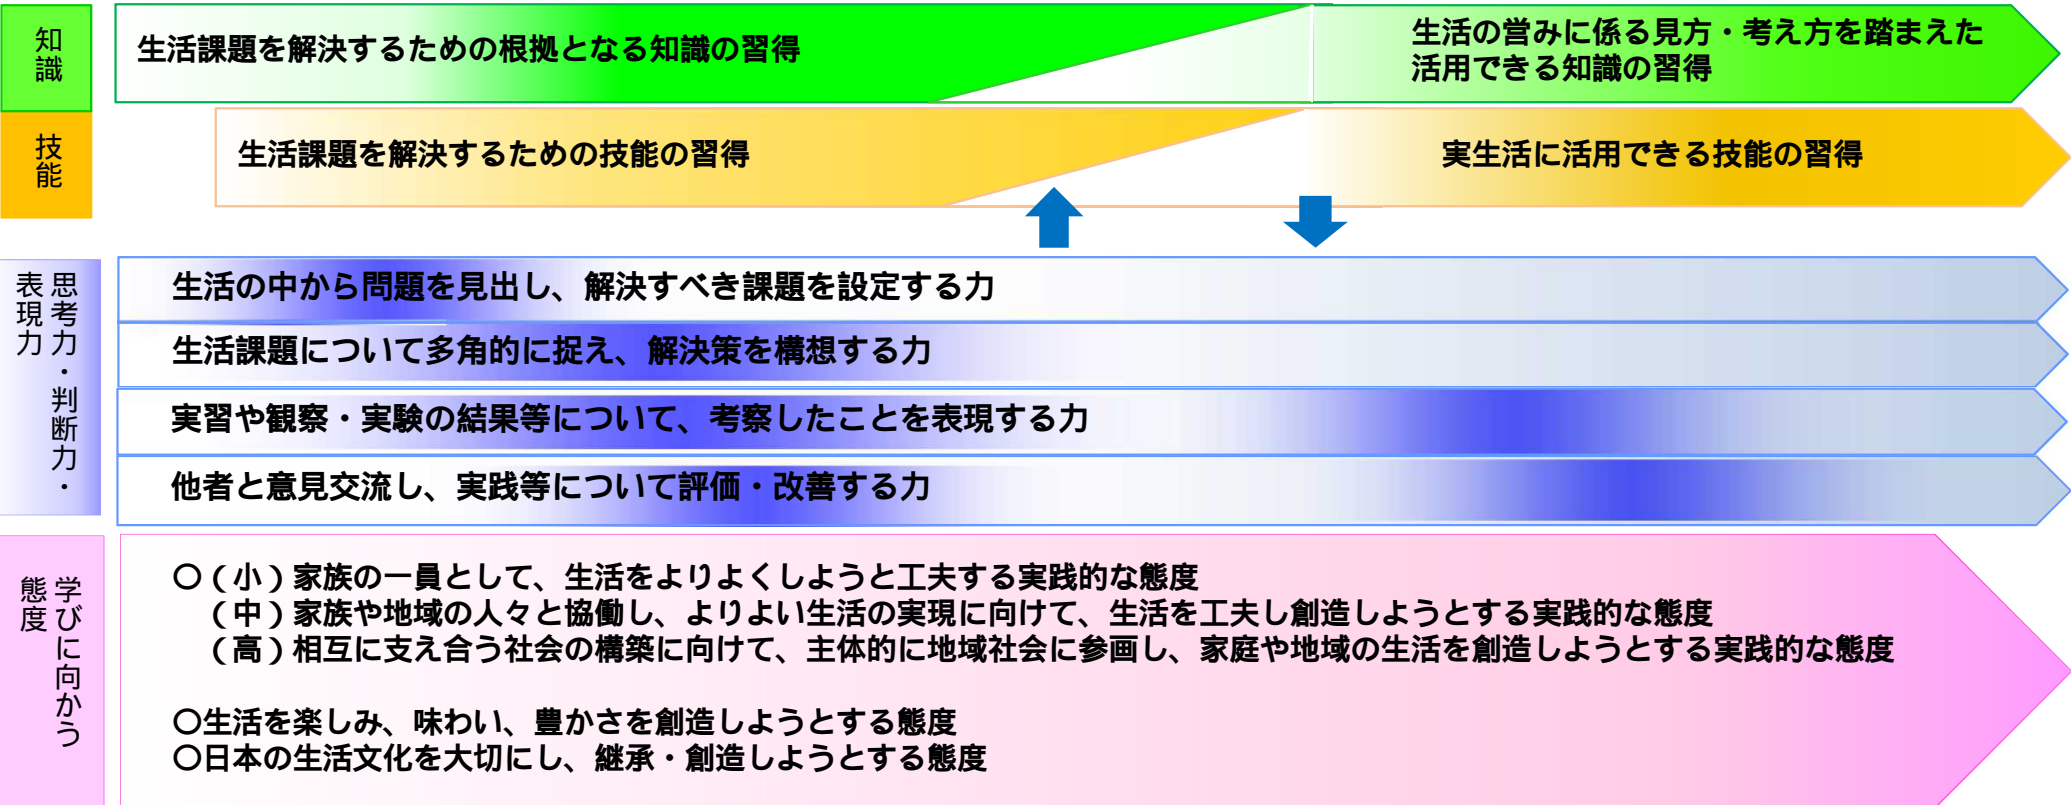 知識
生活課題を解決するための根拠となる知識の習得
生活の営みに係る見方・考え方を踏まえた
活用できる知識の習得
技能
生活課題を解決するための技能の習得
実生活に活用できる技能の習得
思考力・判断力・
表現力
生活の中から問題を見出し、解決すべき課題を設定する力
生活課題について多角的に捉え、解決策を構想する力
実習や観察・実験の結果等について、考察したことを表現する力
他者と意見交流し、実践等について評価・改善する力
学びに向かう
態度
〇（小）家族の一員として、生活をよりよくしようと工夫する実践的な態度
（中）家族や地域の人々と協働し、よりよい生活の実現に向けて、生活を工夫し創造しようとする実践的な態度
（高）相互に支え合う社会の構築に向けて、主体的に地域社会に参画し、家庭や地域の生活を創造しようとする実践的な態度
〇生活を楽しみ、味わい、豊かさを創造しようとする態度
〇日本の生活文化を大切にし、継承・創造しようとする態度